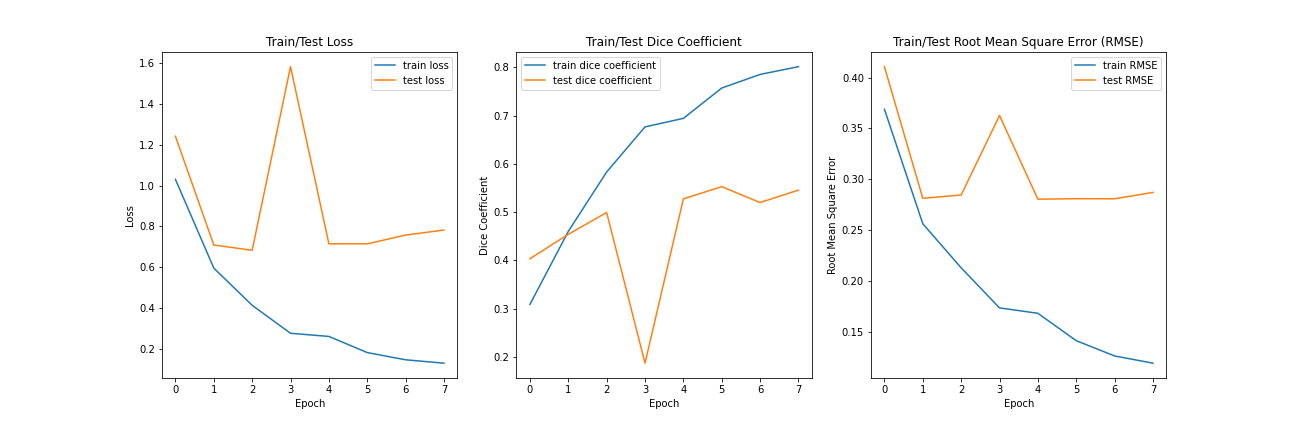 Train/Test Loss
1.6
1.4
1.2
1.0
0.8
0.6
0.4
0.2
Loss
0 1 2 3 4 5 6 7
Epoch
train loss
test loss
Train/Test Dice Coefficient
0.8
0.7
0.6
0.5
0.4
0.3
0.2
Dice Coefficient
0 1 2 3 4 5 6 7
Epoch
train dice coefficient
test dice coefficient
Train/Test Root Mean Square Error (RMSE)
0.40
0.35
0.30
0.25
0.20
0.15
Root Mean Square Error
0 1 2 3 4 5 6 7
Epoch
train RMSE
test RMSE